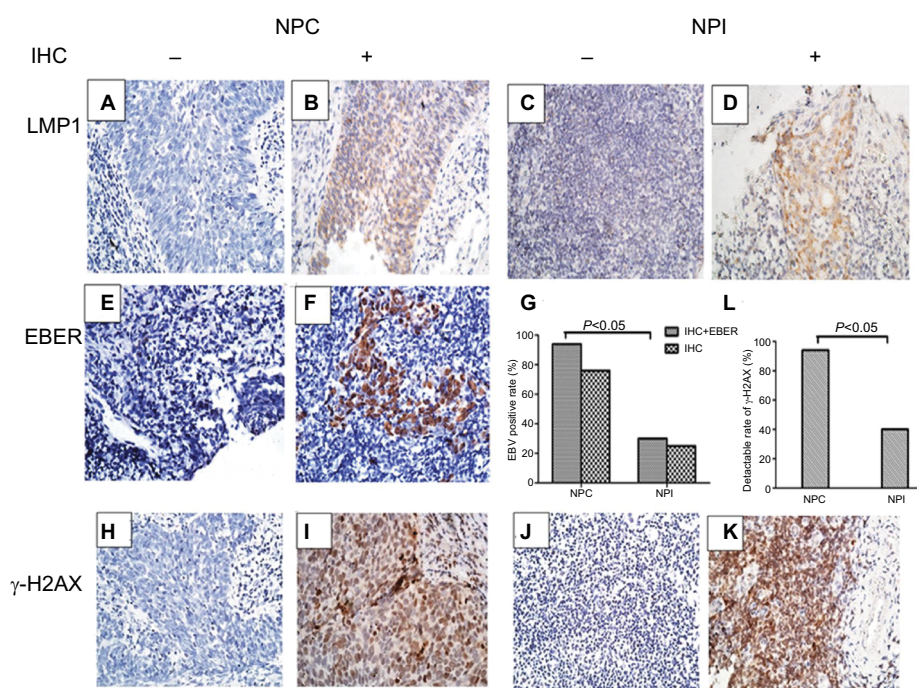 NPC NPI
IHC – + – +
LMP1
A B C D
EBER
E F
G
EBV positive rate (%)
P<0.05
IHC+EBER
IHC
100
80
60
40
20
0
NPC NPI
L
Detactable rate of γ-H2AX (%)
P<0.05
100
80
60
40
20
0
NPC NPI
γ-H2AX
H I J K